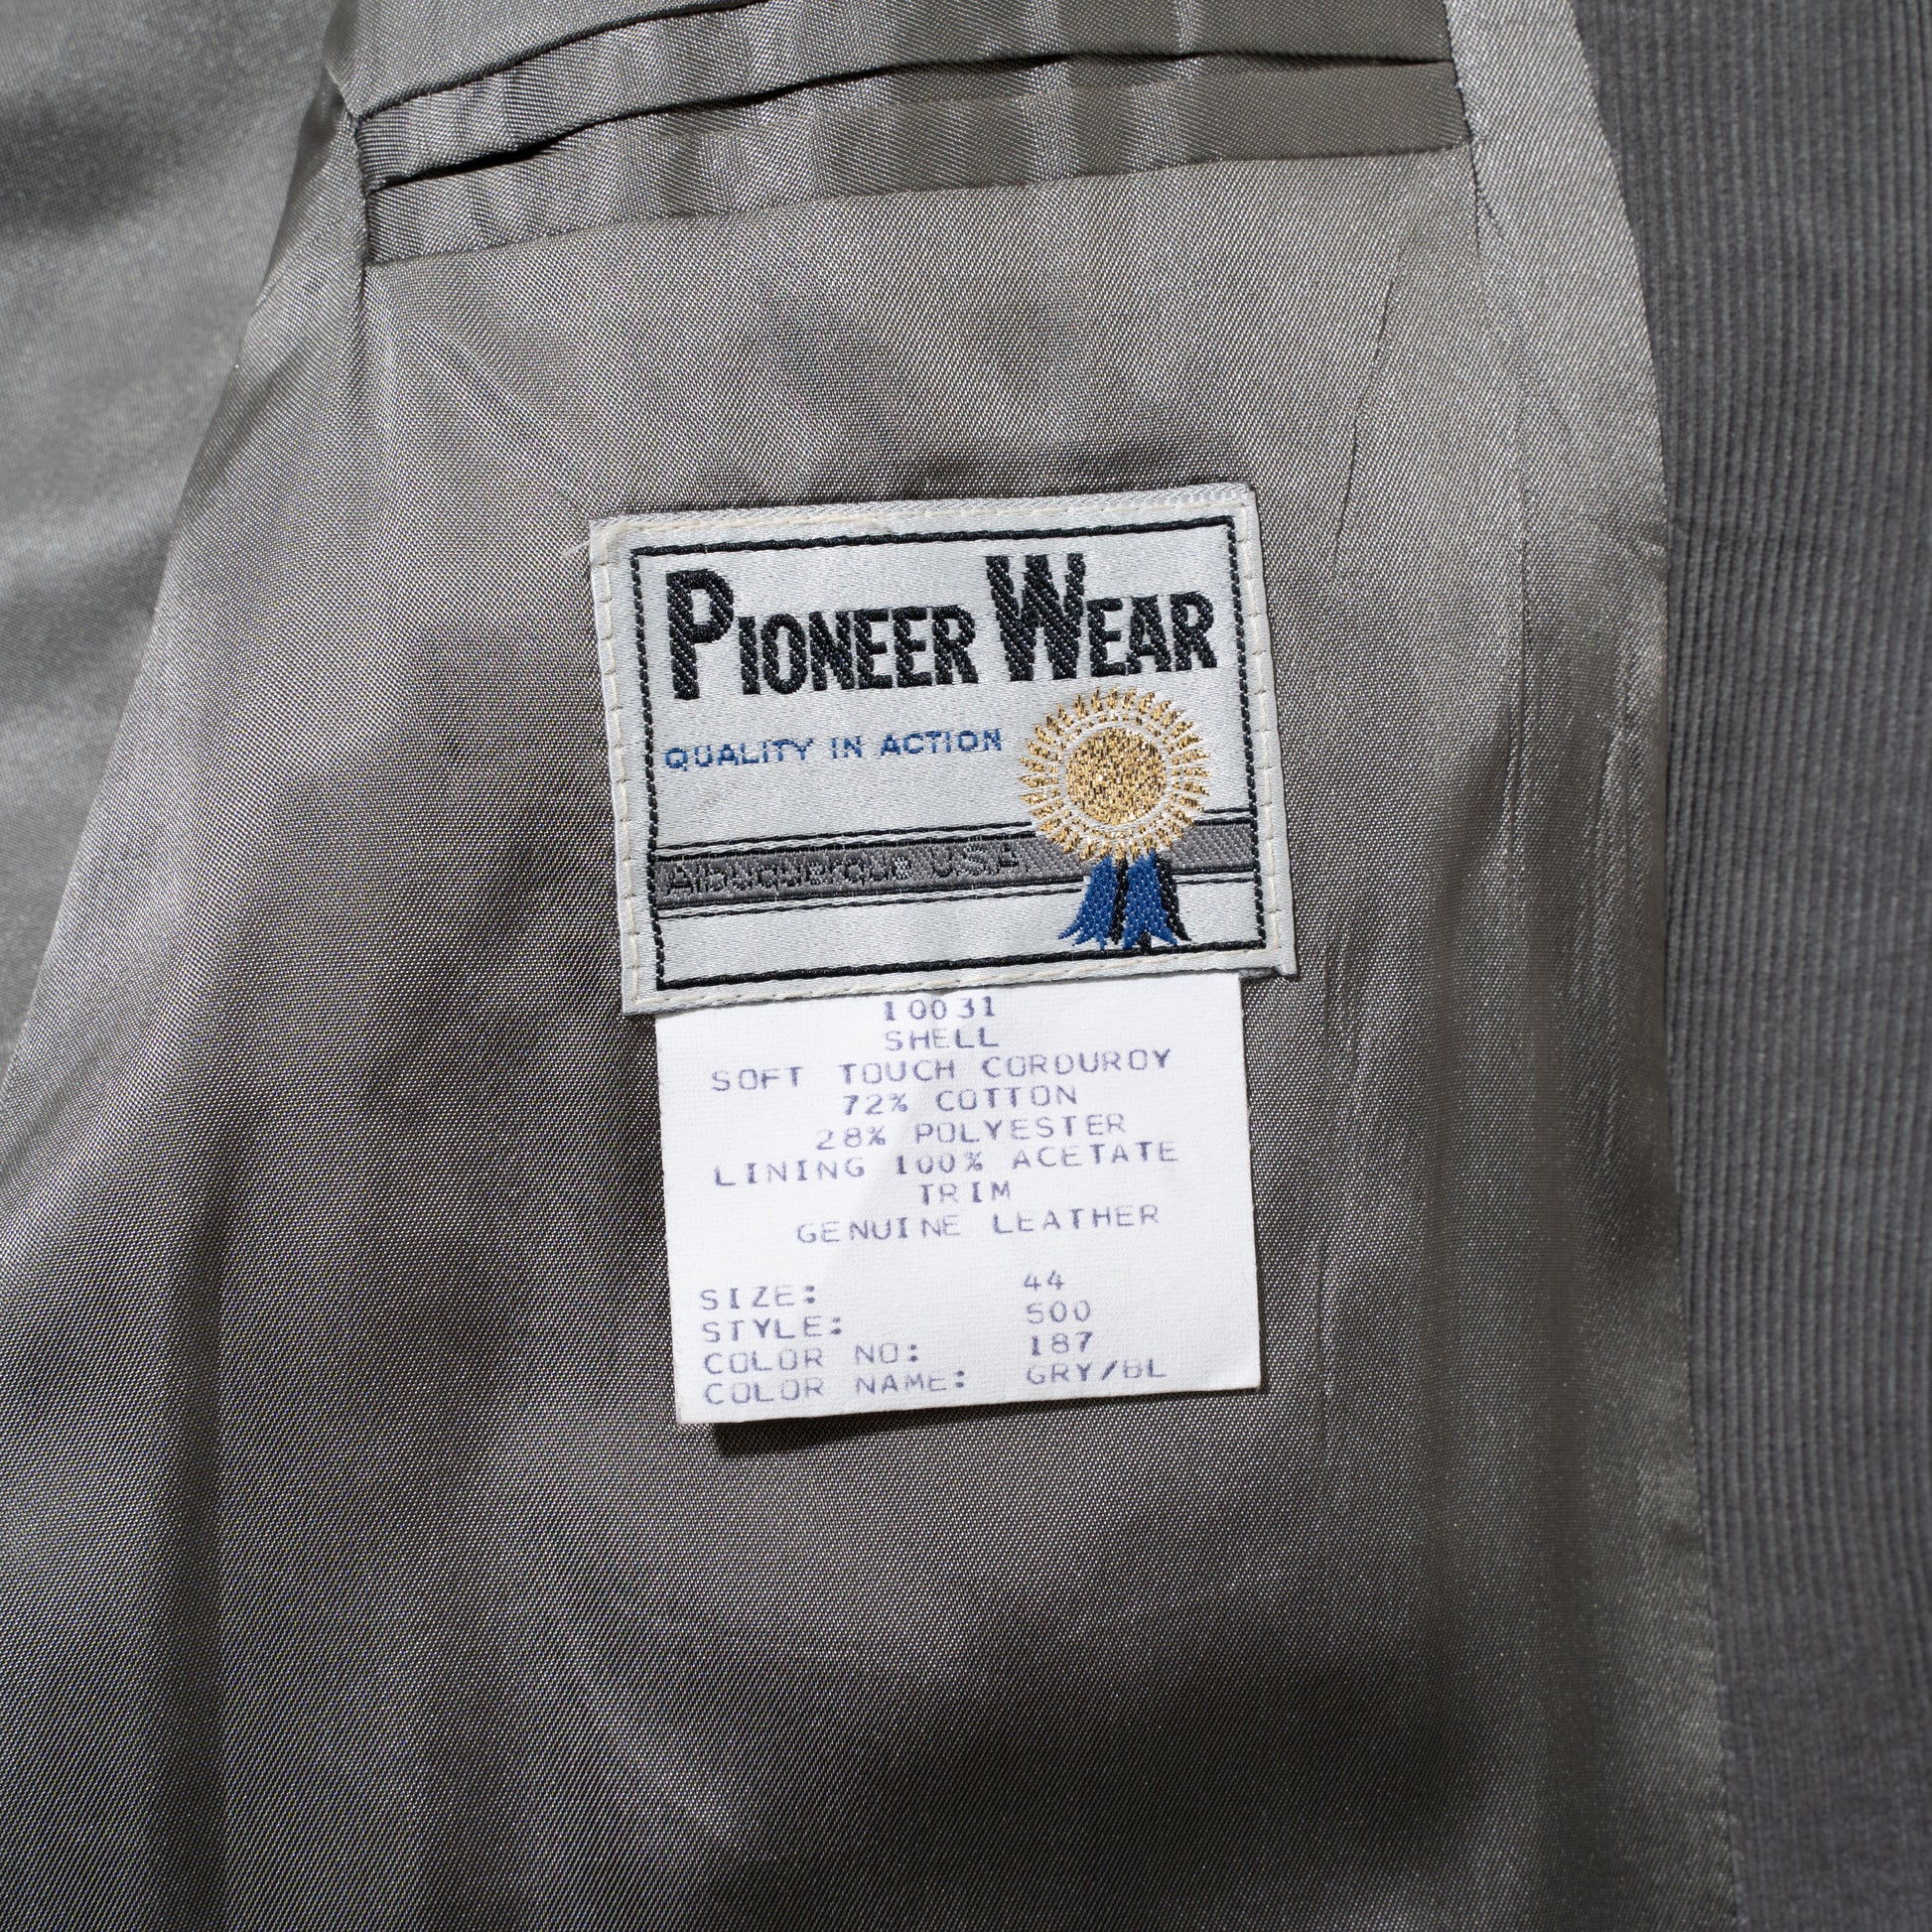 PIONEER WEAR
QUALITY IN ACTION
Albuquerque USA
10031
SHELL
SOFT TOUCH CORDUROY
72% COTTON
28% POLYESTER
LINING 100% ACETATE
TRIM
GENUINE LEATHER
SIZE: 44
STYLE: 500
COLOR NO: 187
COLOR NAME: GRY/BL